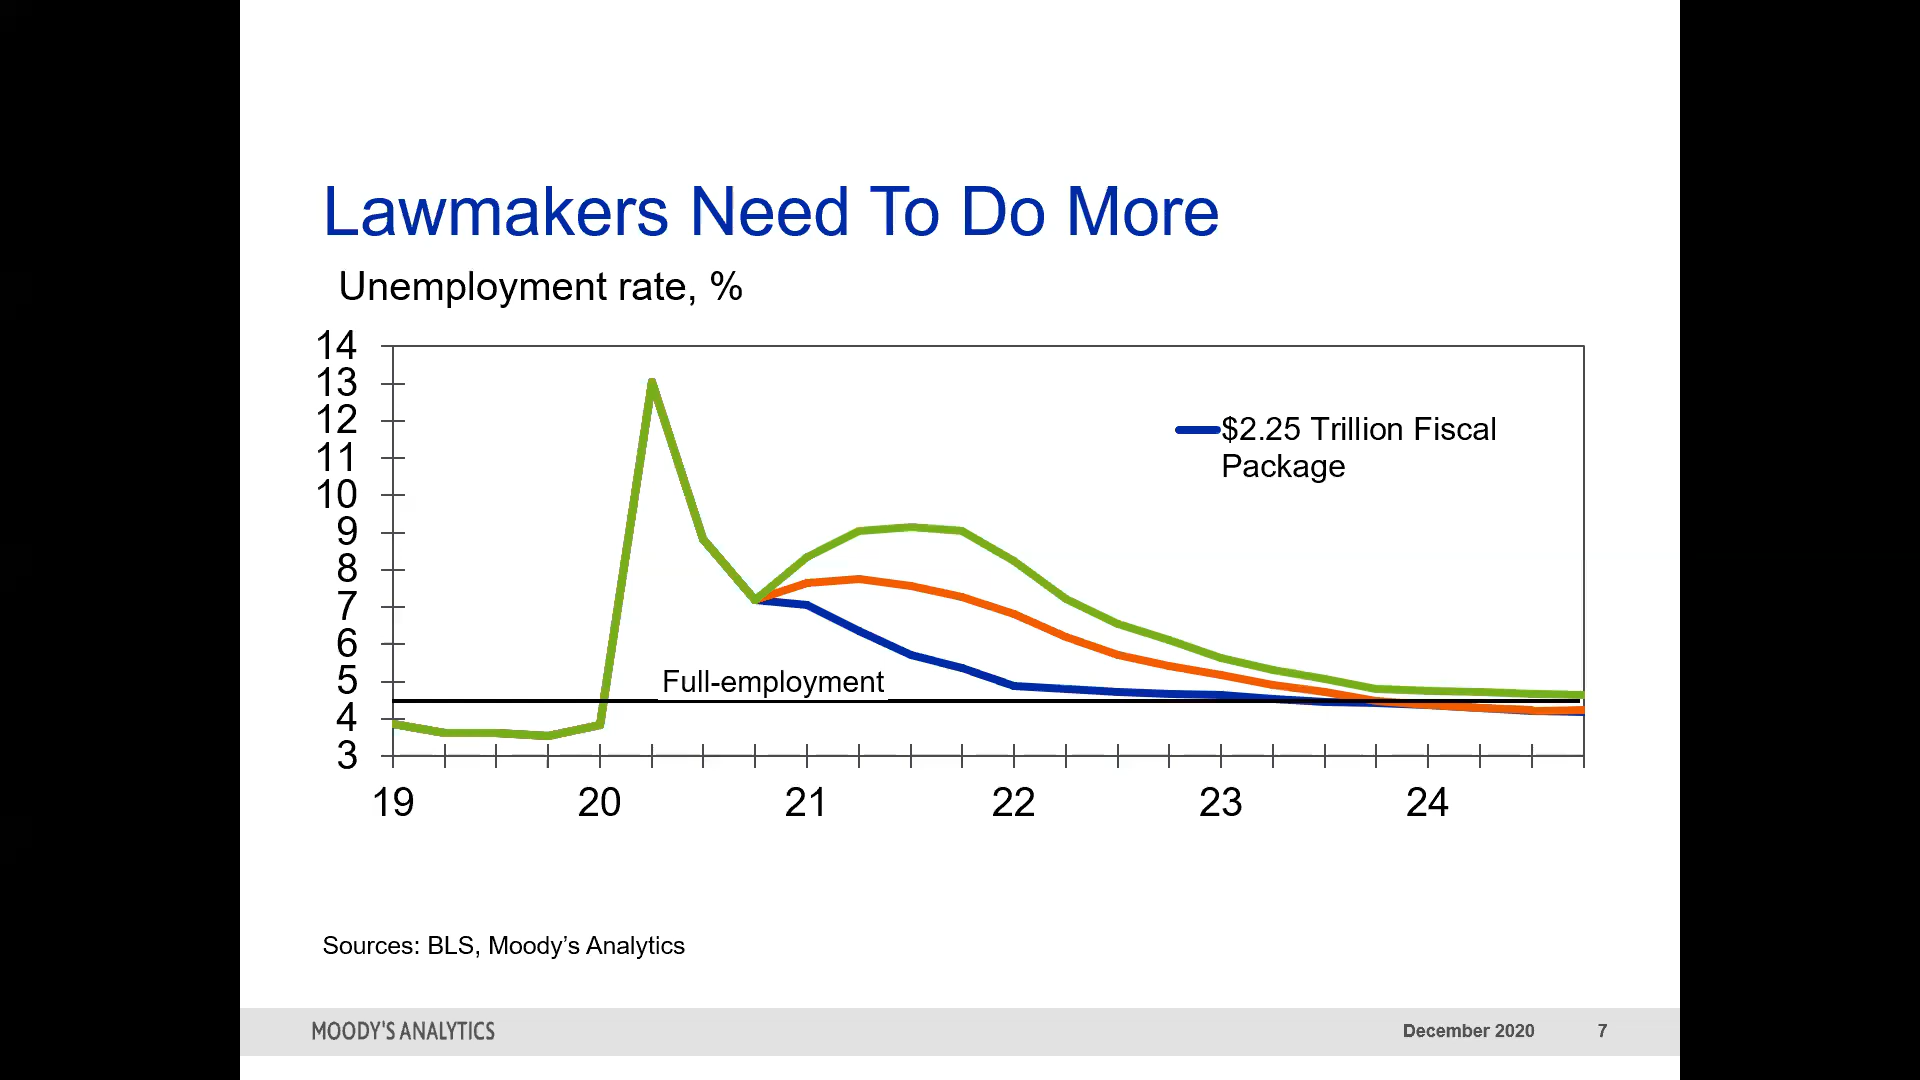 Lawmakers Need To Do More
Unemployment rate, %
14
13
12
11
10
9
8
7
6
5
4
3
$2.25 Trillion Fiscal
Package
Full-employment
19 20 21 22 23 24
Sources: BLS, Moody’s Analytics
MOODY'S ANALYTICS December 2020 7